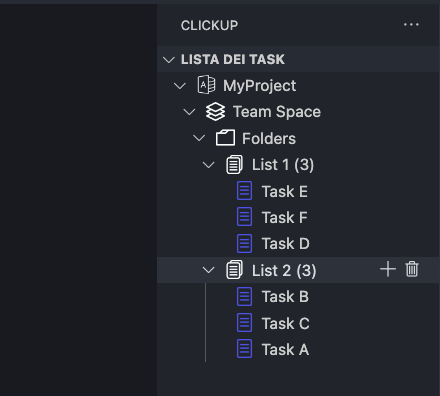 CLICKUP
LISTA DEI TASK
MyProject
Team Space
Folders
List 1 (3)
Task E
Task F
Task D
List 2 (3)
Task B
Task C
Task A